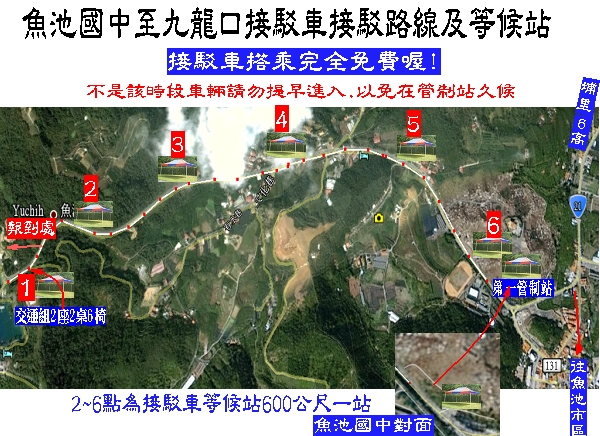 魚池國中至九龍口接駁車接駁路線及等候站
接駁車搭乘完全免費喔!
不是該時段車輛請勿提早進入,以免在管制站久候
埔里6高
1
2
3
4
5
6
Yuchih
魚
報到處
21
第一管制站
交通組2座2桌6椅
131
往魚池市區
2~6點為接駁車等候站600公尺一站
魚池國中對面